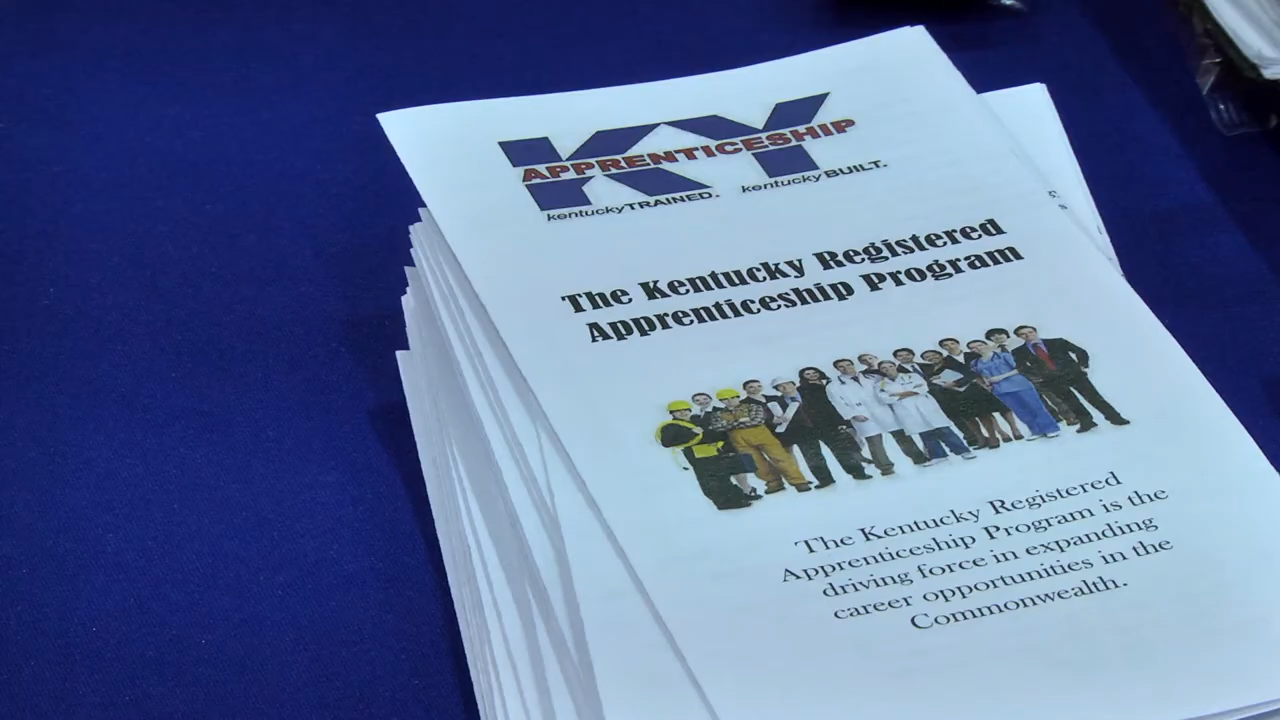 KY
APPRENTICESHIP
kentuckyTRAINED. kentuckyBUILT.
The Kentucky Registered
Apprenticeship Program
The Kentucky Registered
Apprenticeship Program is the
driving force in expanding
career opportunities in the
Commonwealth.